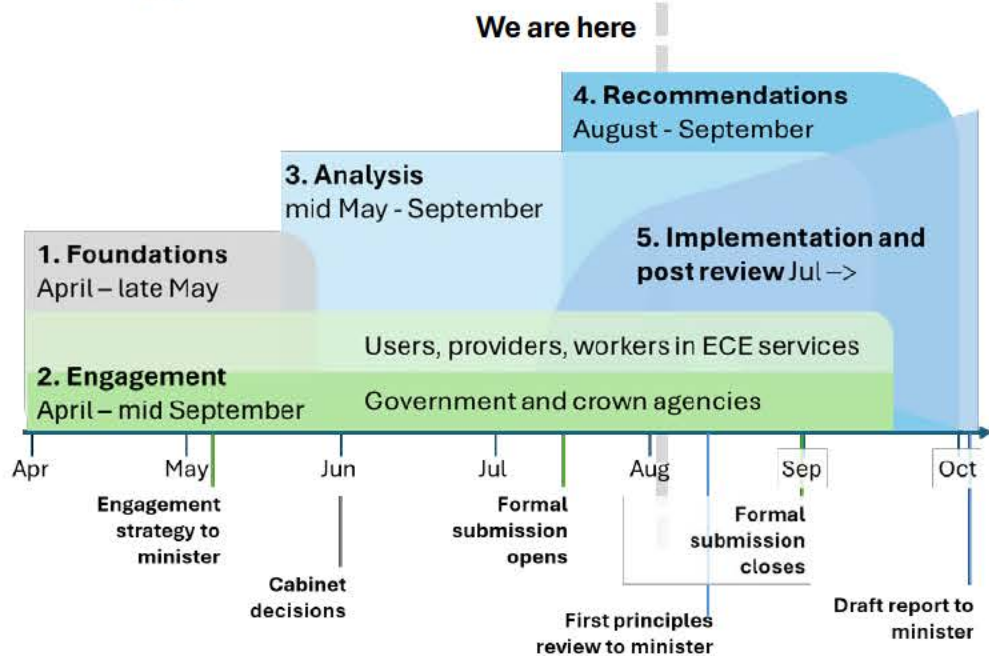 We are here
4. Recommendations
August - September
3. Analysis
mid May - September
1. Foundations
April – late May
5. Implementation and
post review Jul –>
Users, providers, workers in ECE services
2. Engagement
April – mid September
Government and crown agencies
Apr
May
Jun
Jul
Aug
Sep
Oct
Engagement
strategy to
minister
Cabinet
decisions
Formal
submission
opens
First principles
review to minister
Formal
submission
closes
Draft report to
minister